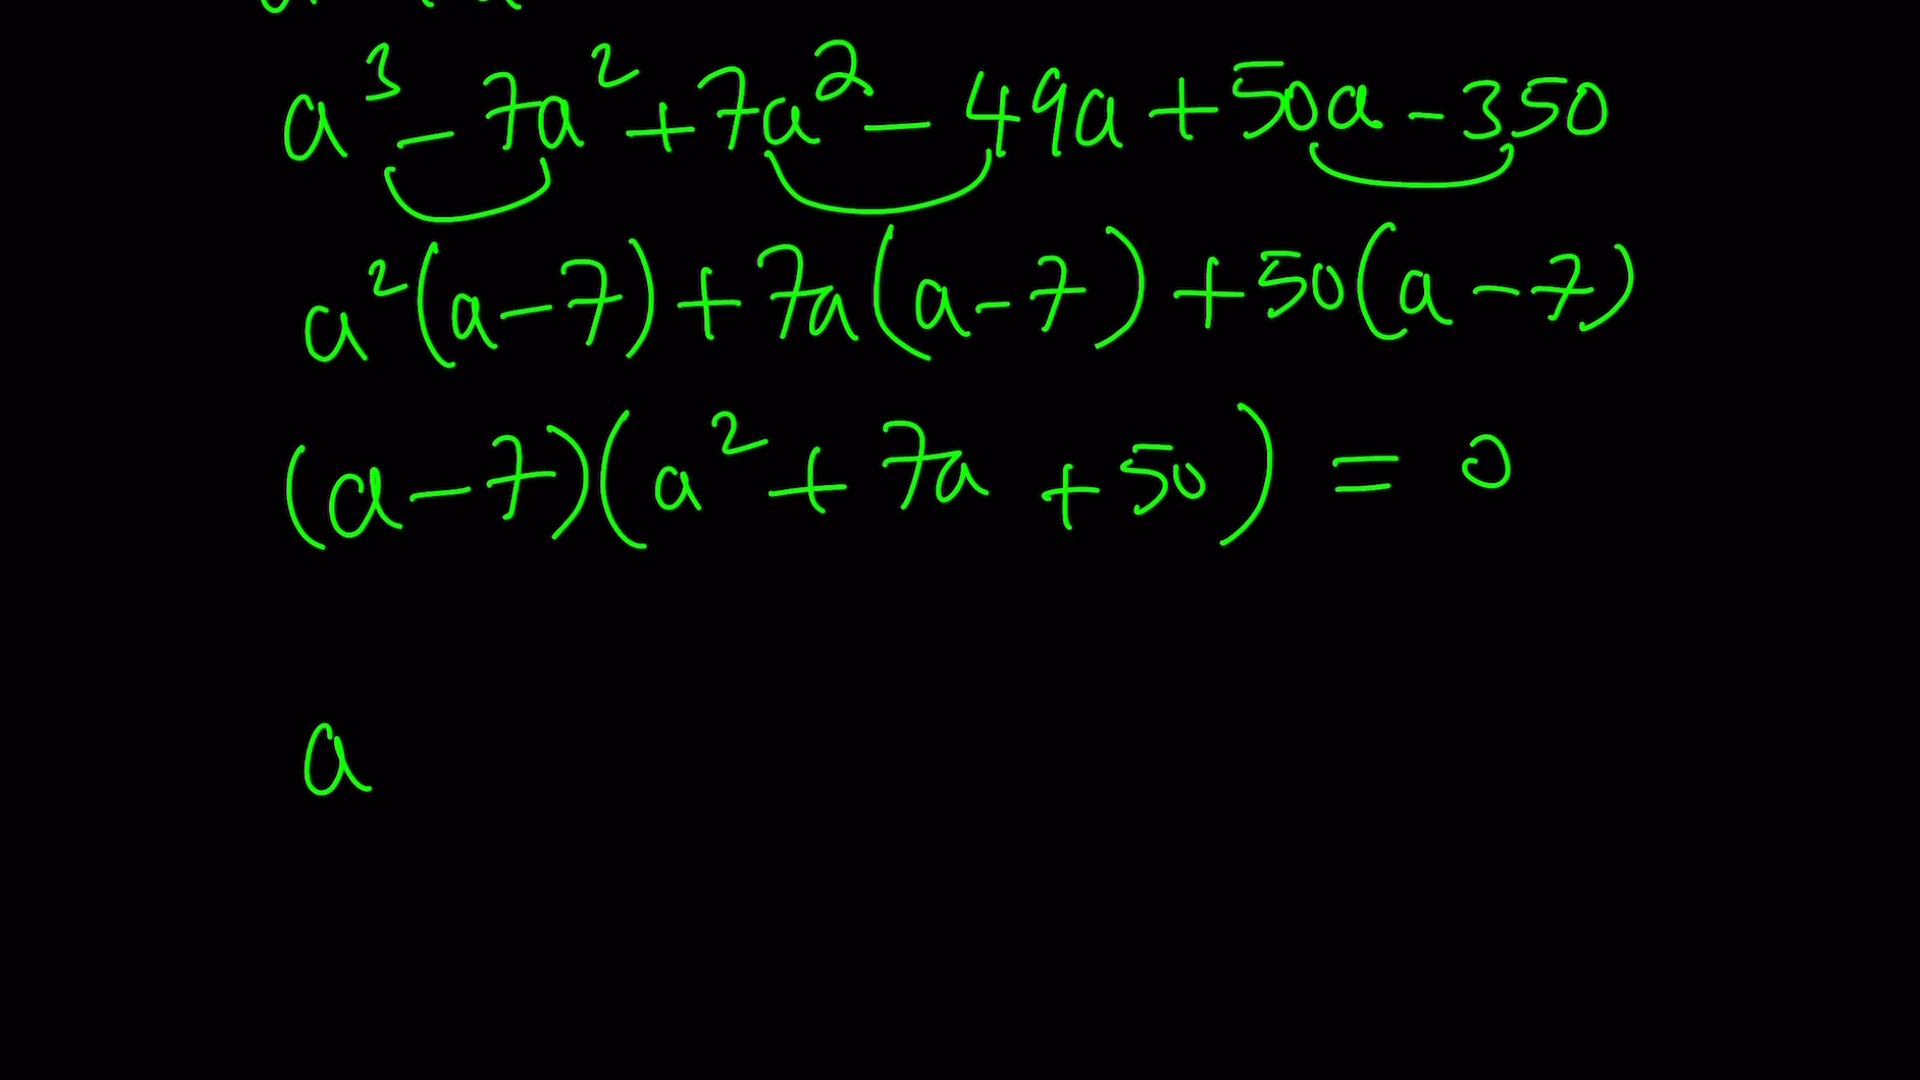 a³ - 7a² + 7a² - 49a + 50a - 350
a²(a-7) + 7a(a-7) + 50(a-7)
(a-7)(a² + 7a + 50) = 0
a